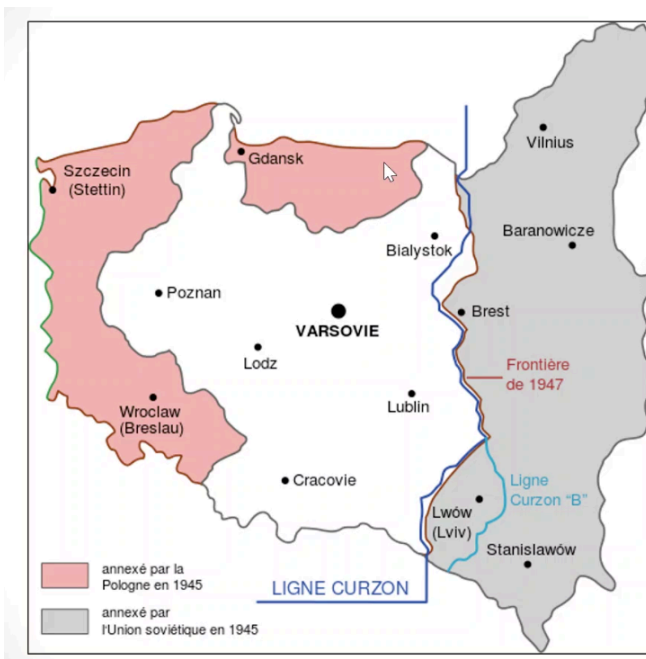 Vilnius
Gdansk
Szczecin
(Stettin)
Baranowicze
Bialystok
Poznan
Brest
VARSOVIE
Lodz
Frontière
de 1947
Lublin
Wroclaw
(Breslau)
Cracovie
Ligne
Curzon “B”
Lwów
(Lviv)
Stanislawów
annexé par la
Pologne en 1945
LIGNE CURZON
annexé par
l'Union soviétique en 1945